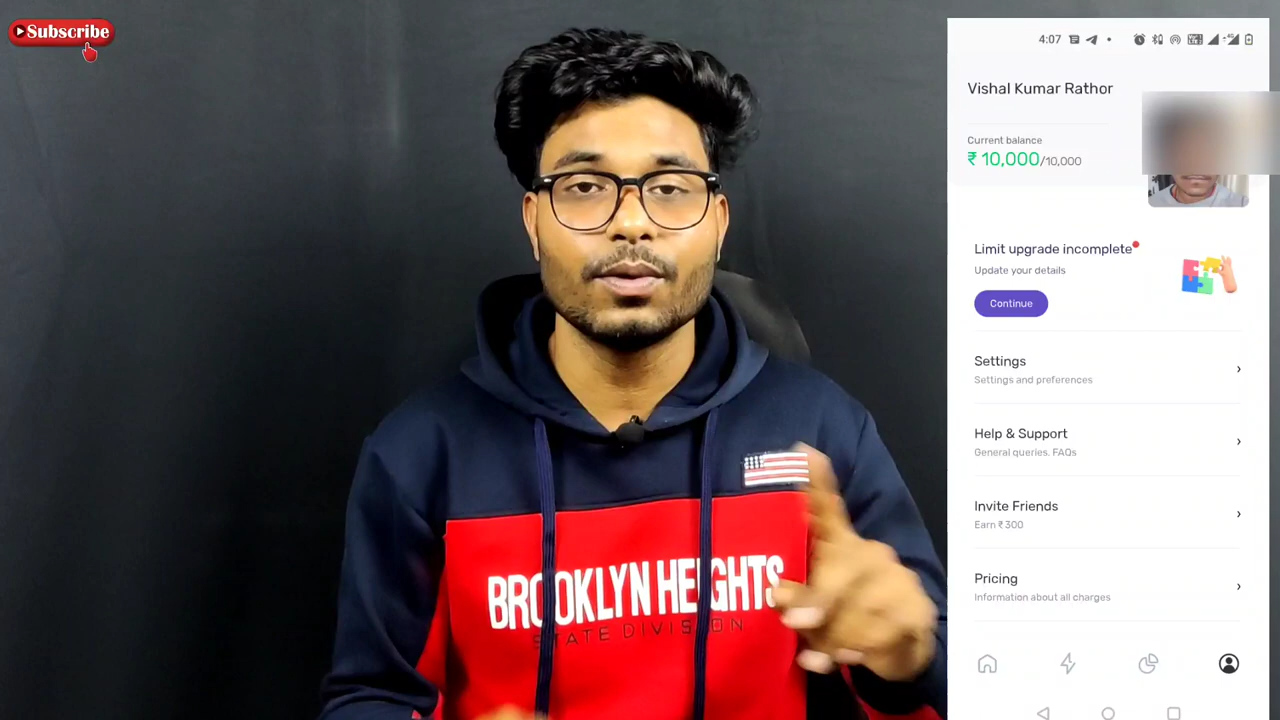 Subscribe
BROOKLYN HEIGHTS
STATE DIVISION
4:07
Vishal Kumar Rathor
Current balance
₹ 10,000/10,000
Limit upgrade incomplete
Update your details
Continue
Settings
Settings and preferences
Help & Support
General queries. FAQs
Invite Friends
Earn ₹ 300
Pricing
Information about all charges